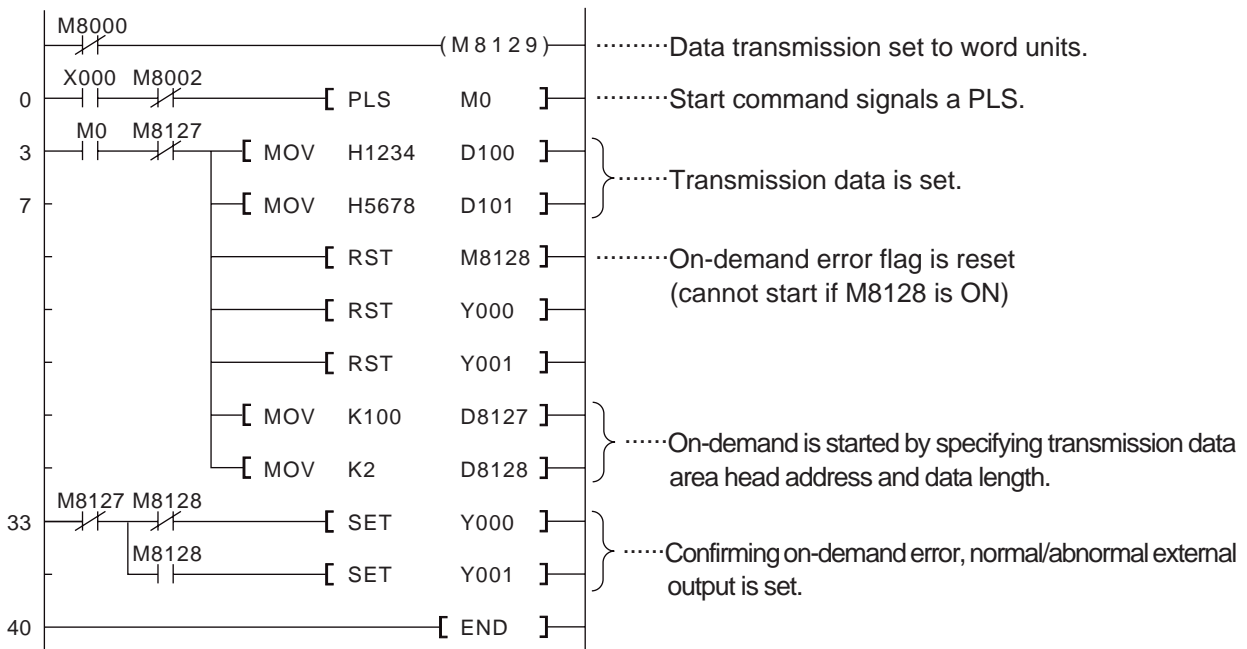 M8000
(M8129) ··········Data transmission set to word units.
X000 M8002
0 [ PLS M0 ] ··········Start command signals a PLS.
M0 M8127
3 [ MOV H1234 D100 ]
·······Transmission data is set.
7 [ MOV H5678 D101 ]
[ RST M8128 ] ··········On-demand error flag is reset
(cannot start if M8128 is ON)
[ RST Y000 ]
[ RST Y001 ]
[ MOV K100 D8127 ]
······On-demand is started by specifying transmission data
area head address and data length.
[ MOV K2 D8128 ]
M8127 M8128
33 [ SET Y000 ]
M8128
······Confirming on-demand error, normal/abnormal external
output is set.
[ SET Y001 ]
40 [ END ]